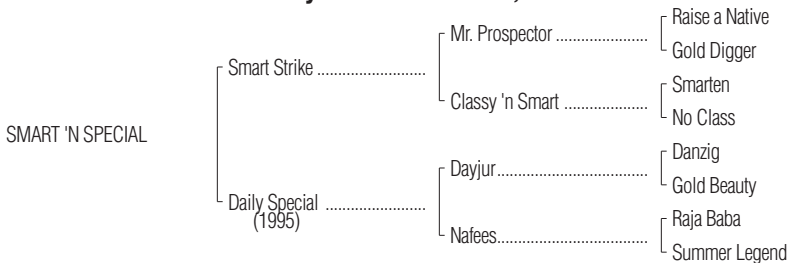 Raise a Native
Mr. Prospector ......................
Gold Digger
Smart Strike .........................
Smarten
Classy 'n Smart ...................
No Class
SMART 'N SPECIAL
Danzig
Dayjur...................................
Gold Beauty
Daily Special .......................
(1995)
Raja Baba
Nafees...................................
Summer Legend